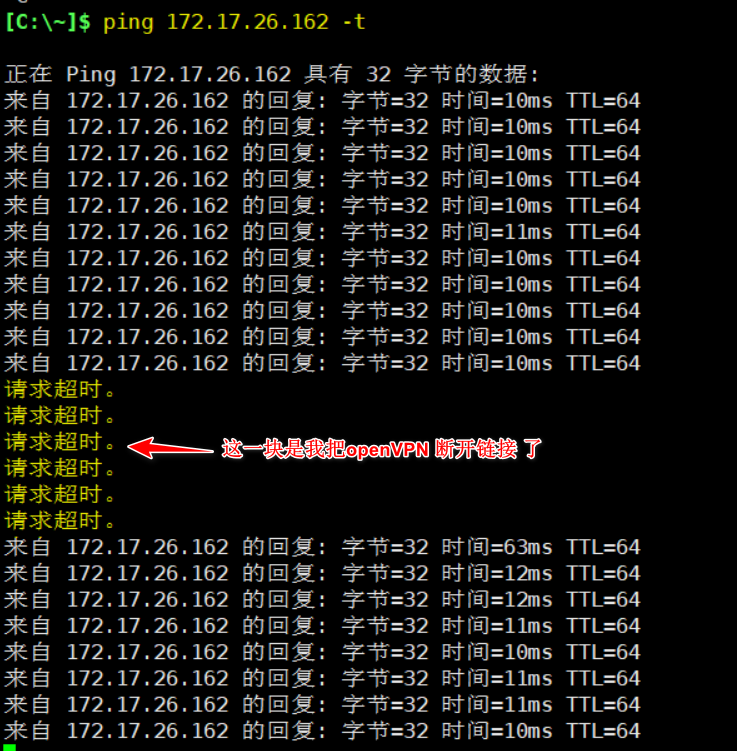 [C:\~]$ ping 172.17.26.162 -t
正在 Ping 172.17.26.162 具有 32 字节的数据:
来自 172.17.26.162 的回复: 字节=32 时间=10ms TTL=64
来自 172.17.26.162 的回复: 字节=32 时间=10ms TTL=64
来自 172.17.26.162 的回复: 字节=32 时间=10ms TTL=64
来自 172.17.26.162 的回复: 字节=32 时间=10ms TTL=64
来自 172.17.26.162 的回复: 字节=32 时间=10ms TTL=64
来自 172.17.26.162 的回复: 字节=32 时间=11ms TTL=64
来自 172.17.26.162 的回复: 字节=32 时间=10ms TTL=64
来自 172.17.26.162 的回复: 字节=32 时间=10ms TTL=64
来自 172.17.26.162 的回复: 字节=32 时间=10ms TTL=64
来自 172.17.26.162 的回复: 字节=32 时间=10ms TTL=64
来自 172.17.26.162 的回复: 字节=32 时间=10ms TTL=64
请求超时。
请求超时。
请求超时。
这一块是我把openVPN 断开链接 了
请求超时。
请求超时。
请求超时。
来自 172.17.26.162 的回复: 字节=32 时间=63ms TTL=64
来自 172.17.26.162 的回复: 字节=32 时间=12ms TTL=64
来自 172.17.26.162 的回复: 字节=32 时间=12ms TTL=64
来自 172.17.26.162 的回复: 字节=32 时间=11ms TTL=64
来自 172.17.26.162 的回复: 字节=32 时间=10ms TTL=64
来自 172.17.26.162 的回复: 字节=32 时间=11ms TTL=64
来自 172.17.26.162 的回复: 字节=32 时间=11ms TTL=64
来自 172.17.26.162 的回复: 字节=32 时间=10ms TTL=64